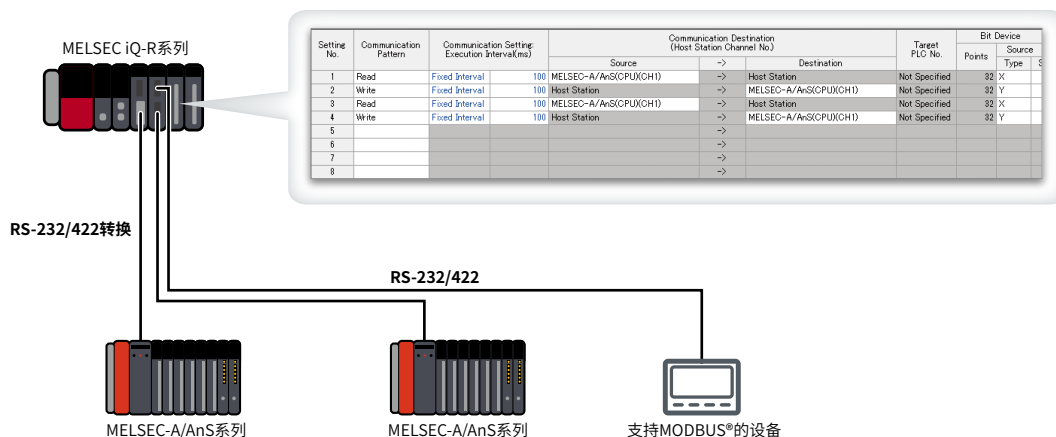 MELSEC iQ-R系列
Setting No. Communication Pattern Communication Setting: Execution Interval(ms) Communication Destination (Host Station Channel No.) Target PLC No. Bit Device
Source -> Destination Points Source
Type
1 Read Fixed Interval 100 MELSEC-A/AnS(CPU)(CH1) -> Host Station Not Specified 32 X
2 Write Fixed Interval 100 Host Station -> MELSEC-A/AnS(CPU)(CH1) Not Specified 32 Y
3 Read Fixed Interval 100 MELSEC-A/AnS(CPU)(CH1) -> Host Station Not Specified 32 X
4 Write Fixed Interval 100 Host Station -> MELSEC-A/AnS(CPU)(CH1) Not Specified 32 Y
5 ->
6 ->
7 ->
8 ->
RS-232/422转换
RS-232/422
MELSEC-A/AnS系列
MELSEC-A/AnS系列
支持MODBUS®的设备